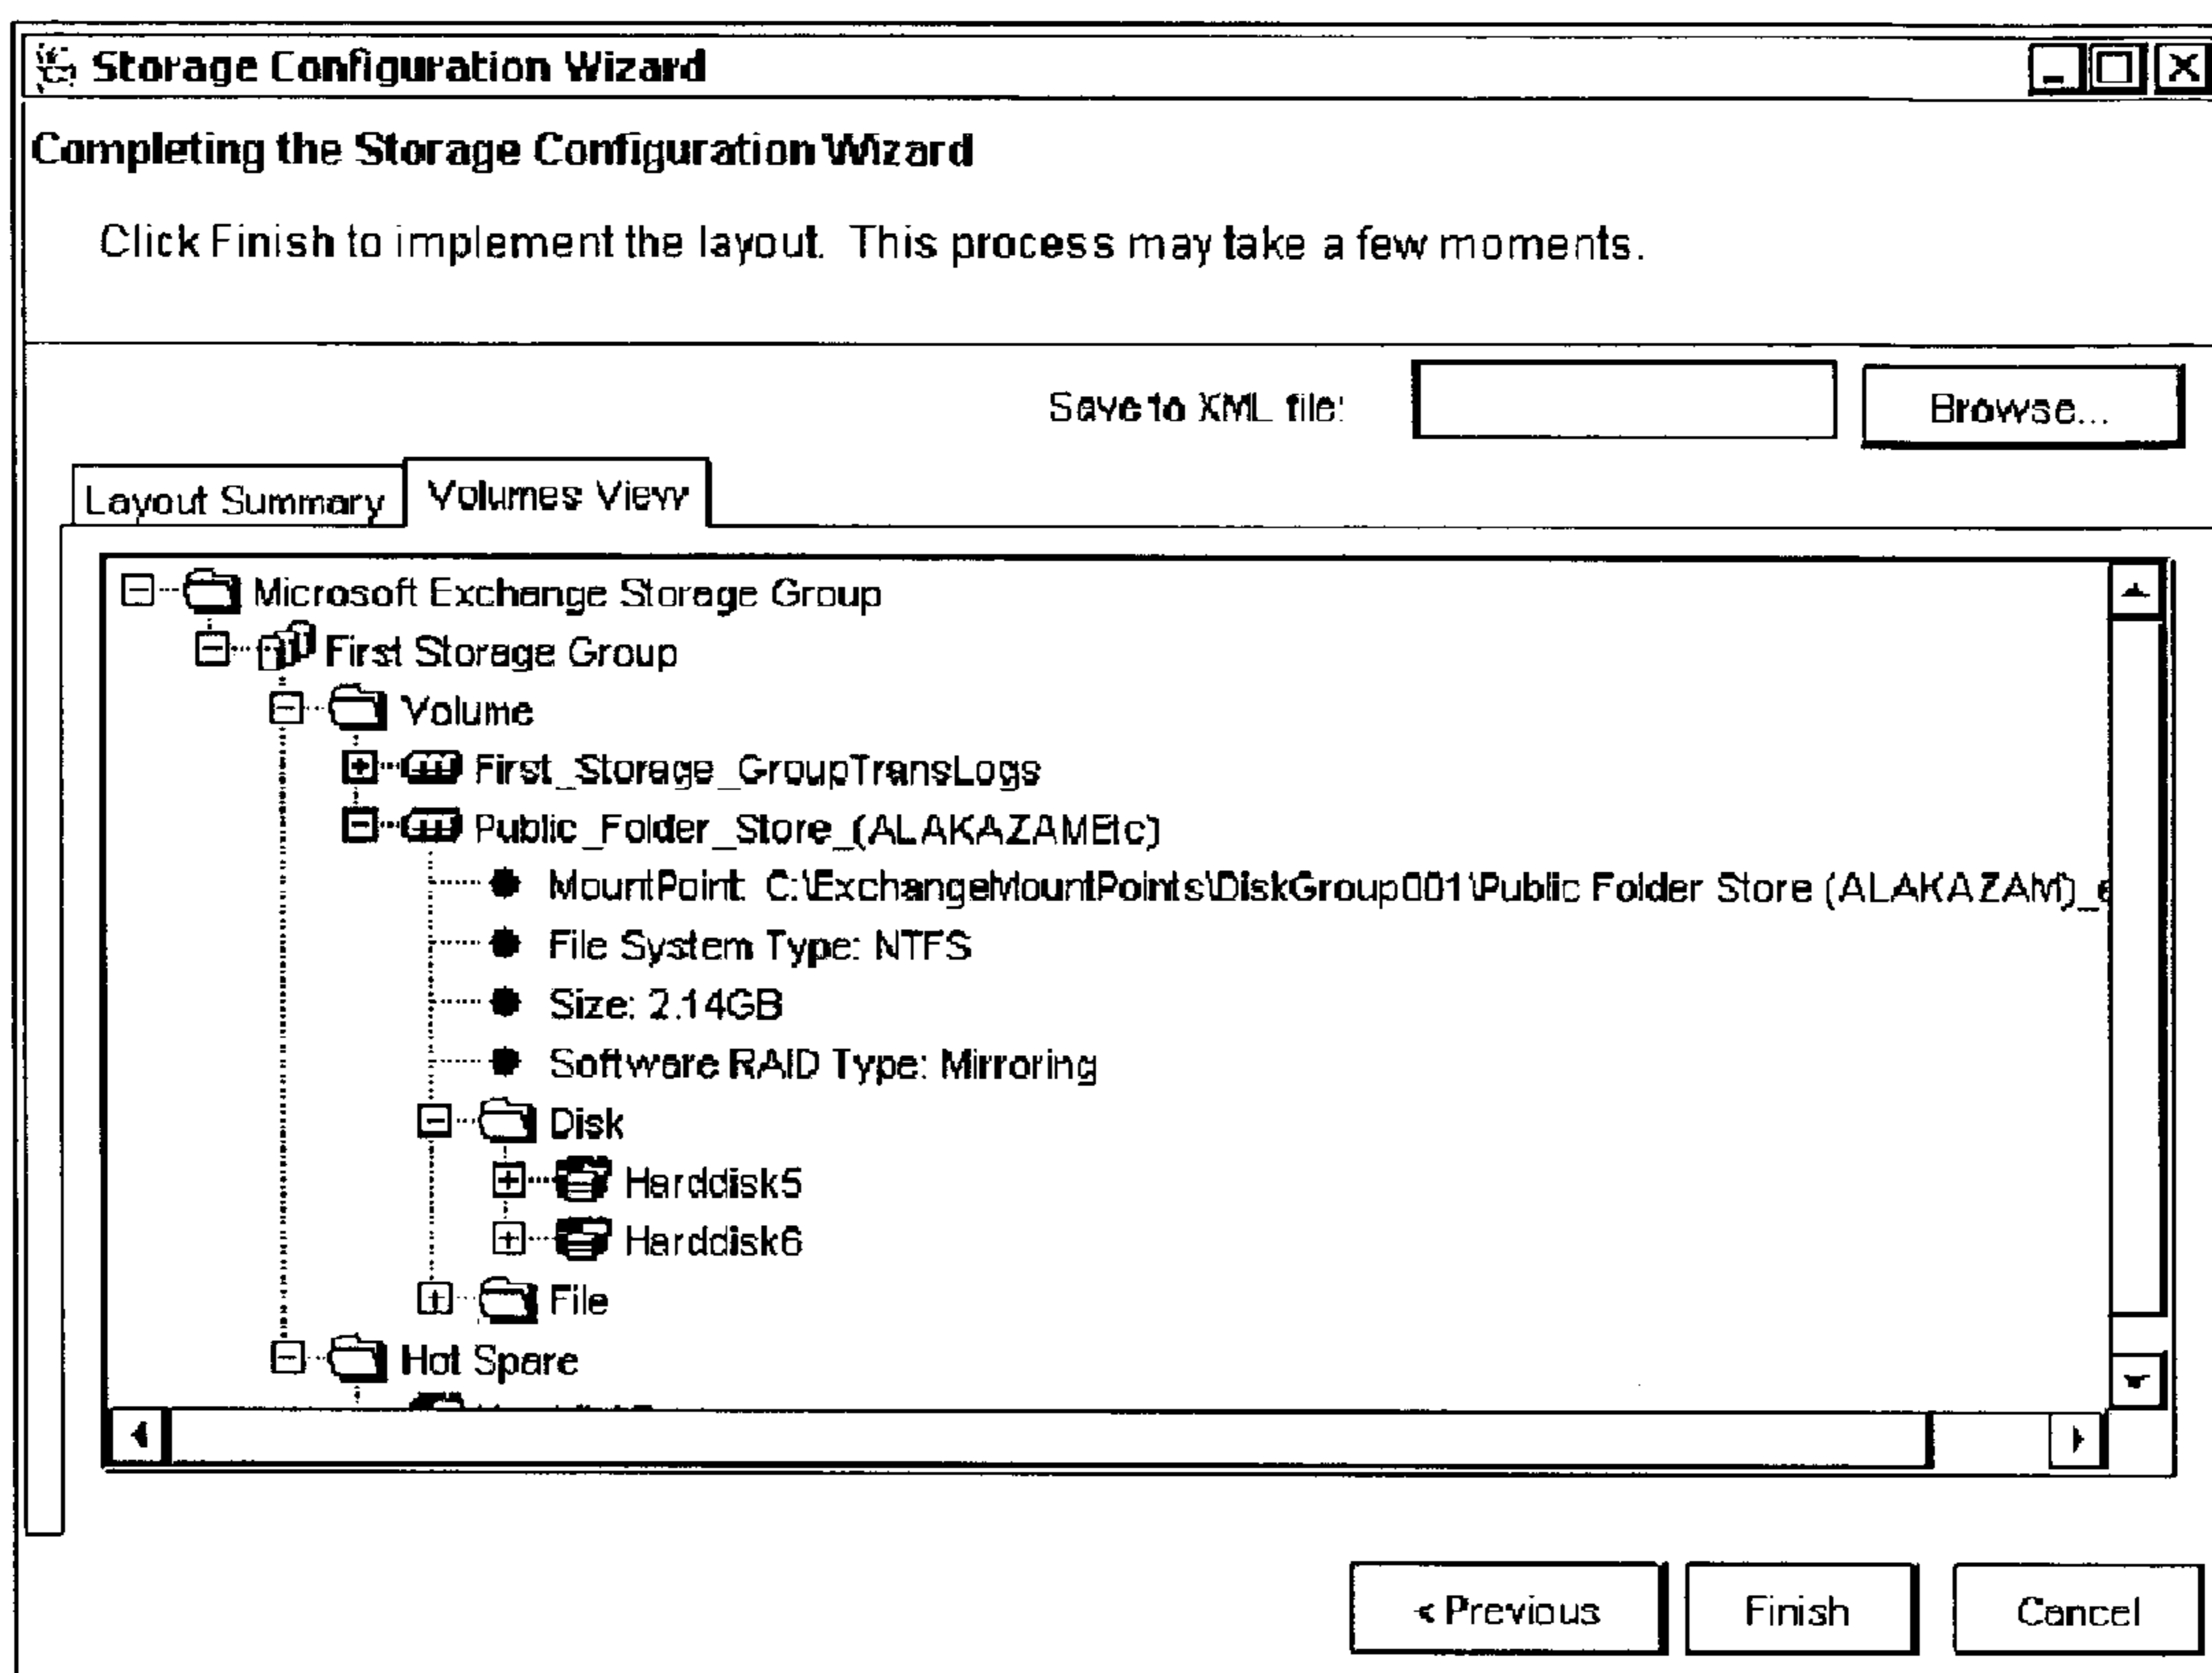 Storage Configuration Wizard
Completing the Storage Configuration Wizard
Click Finish to implement the layout. This process may take a few moments.
Save to XML file: Browse...
Layout Summary Volumes View
Microsoft Exchange Storage Group
First Storage Group
Volume
First_Storage_GroupTransLogs
Public_Folder_Store_(ALAKAZAMEtc)
MountPoint: C:\ExchangeMountPoints\DiskGroup001\Public Folder Store (ALAKAZAM)_e
File System Type: NTFS
Size: 2.14GB
Software RAID Type: Mirroring
Disk
Harddisk5
Harddisk6
File
Hot Spare
< Previous Finish Cancel